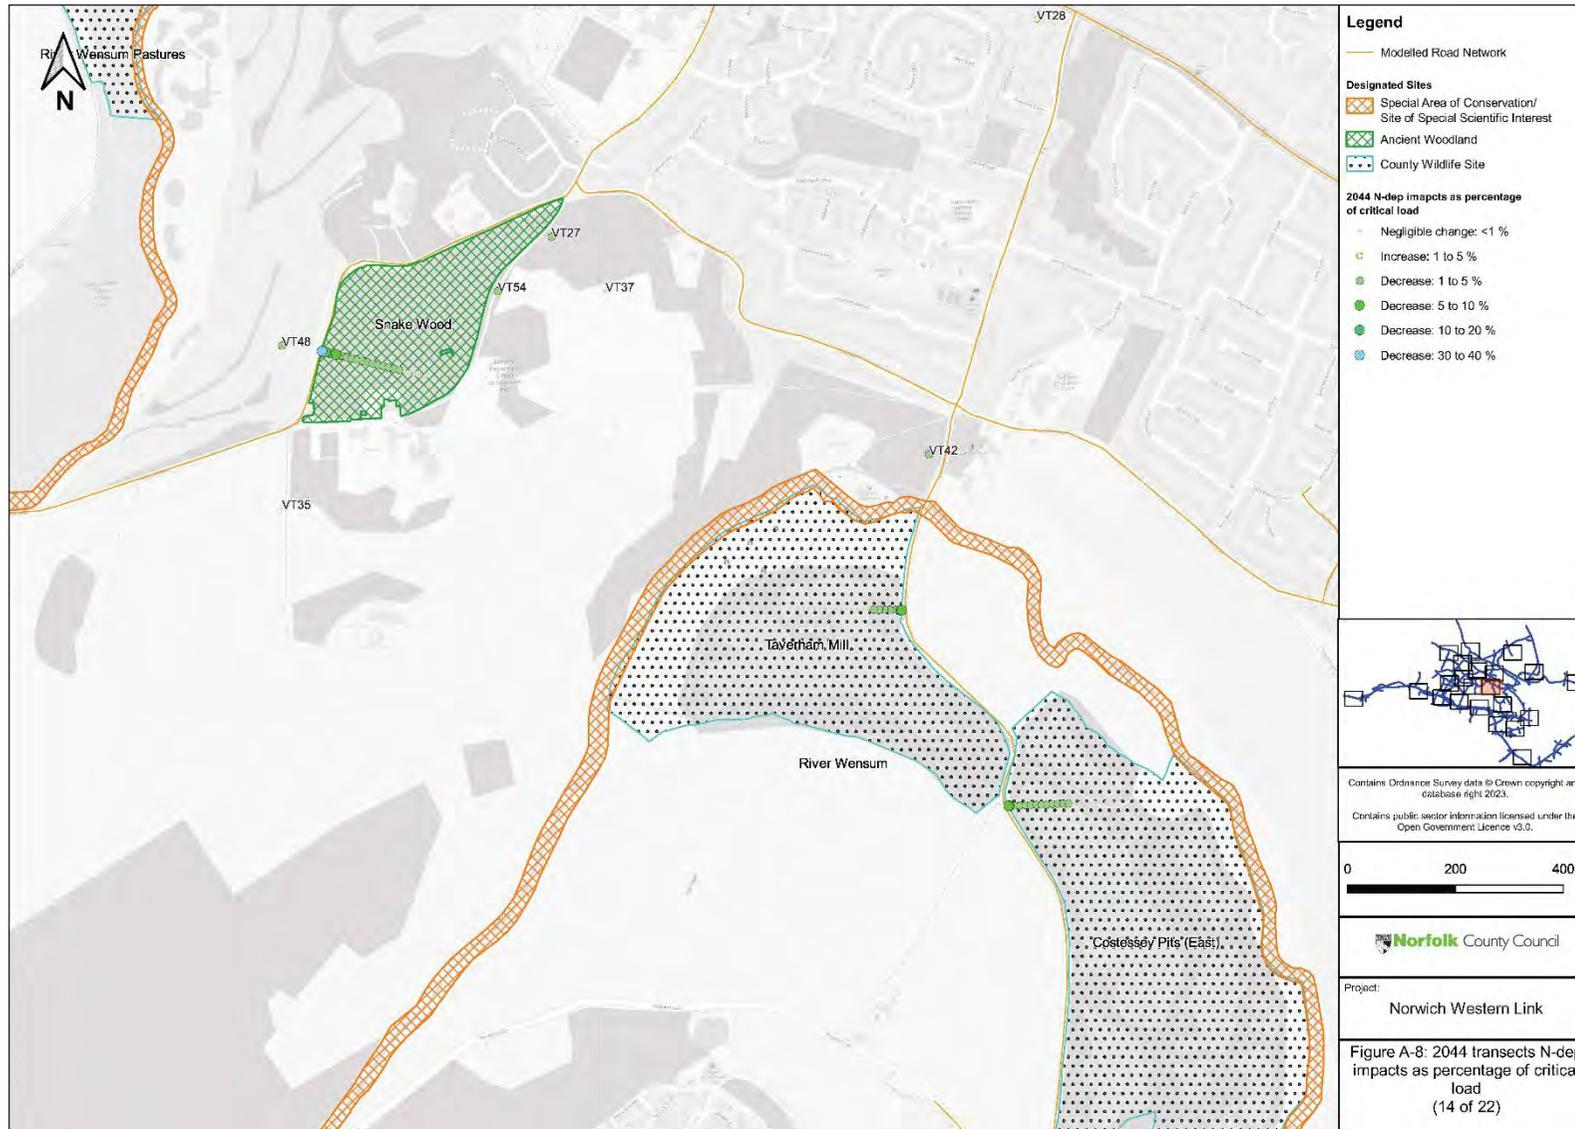 VT28
River Wensum Pastures
N
VT27
VT54
VT37
Snake Wood
VT48
VT42
VT35
Taverham Mill
River Wensum
Costessey Pits (East)
Legend
Modelled Road Network
Designated Sites
Special Area of Conservation/
Site of Special Scientific Interest
Ancient Woodland
County Wildlife Site
2044 N-dep imapcts as percentage
of critical load
Negligible change: <1 %
Increase: 1 to 5 %
Decrease: 1 to 5 %
Decrease: 5 to 10 %
Decrease: 10 to 20 %
Decrease: 30 to 40 %
Contains Ordnance Survey data © Crown copyright an
database right 2023.
Contains public sector information licensed under the
Open Government Licence v3.0.
0 200 400
Norfolk County Council
Project:
Norwich Western Link
Figure A-8: 2044 transects N-dep
impacts as percentage of critical
load
(14 of 22)